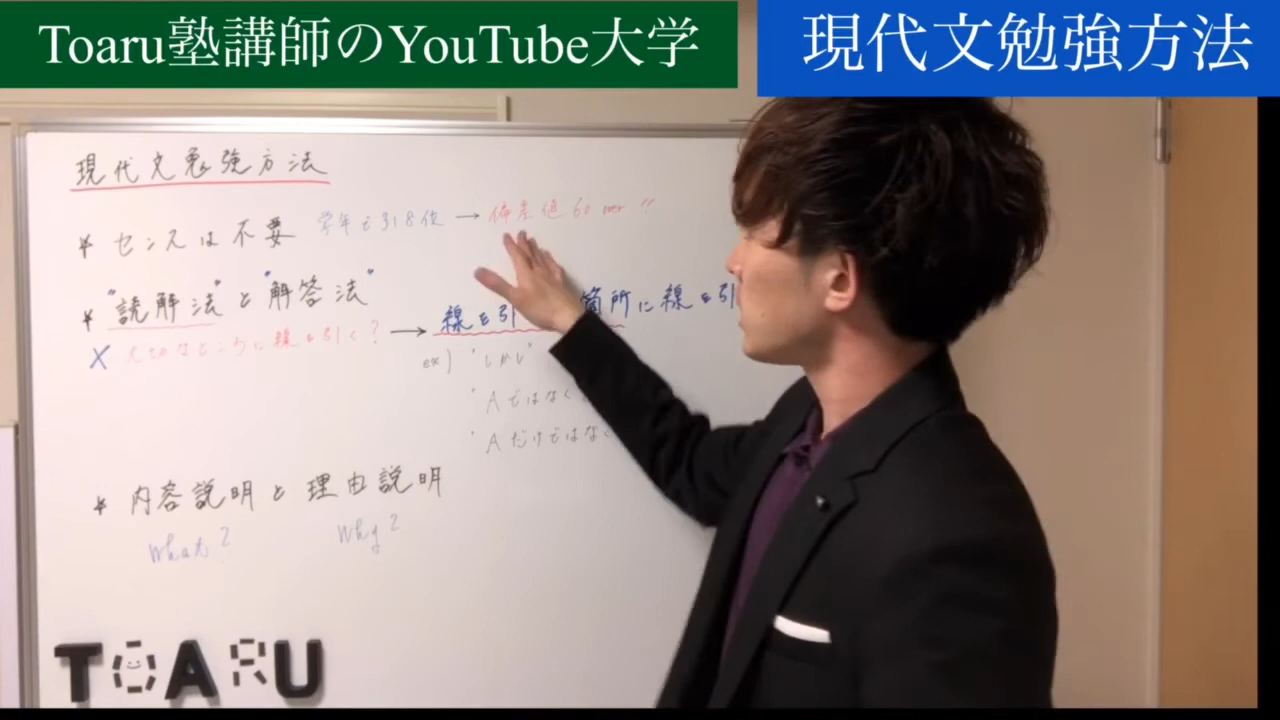 Toaru塾講師のYouTube大学
現代文勉強方法
現代文勉強方法
* センスは不要 学年ビリ8位 → 偏差値60 over"
* "読解法"と"解答法"
× 大切なところに線を引く? → 線を引 箇所に線を引
ex) "しかし"
"Aではなく
"Aだけではなく
* 内容説明と理由説明
What? Why?
TOARU